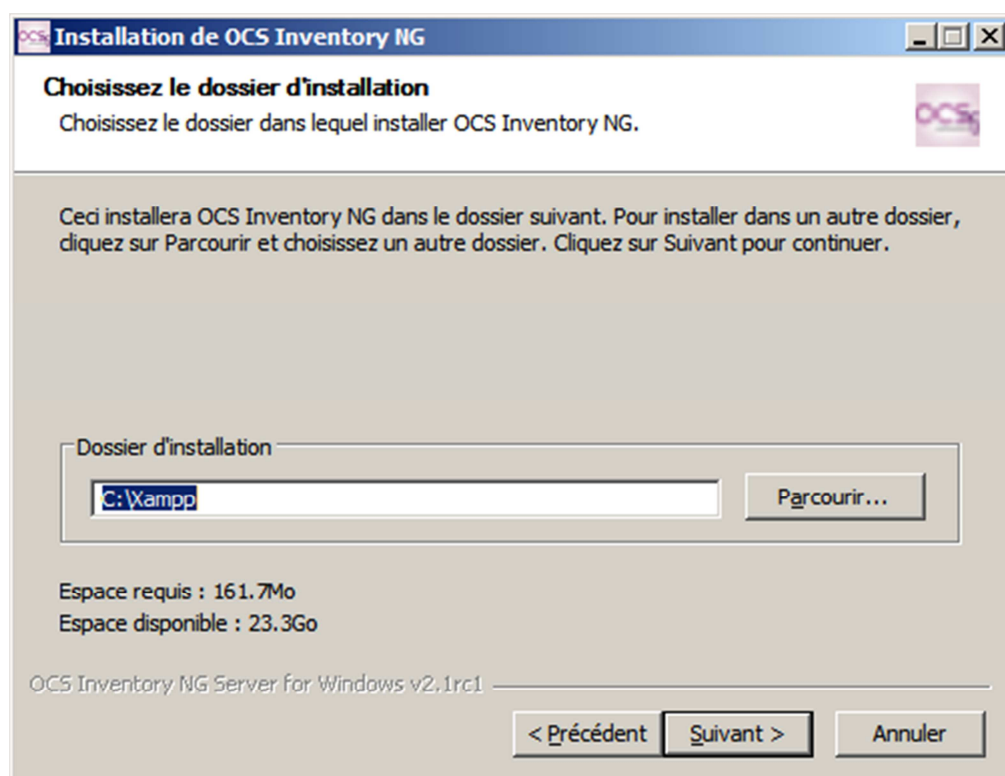 OCS Installation de OCS Inventory NG
Choisissez le dossier d'installation
Choisissez le dossier dans lequel installer OCS Inventory NG.
OCSng
Ceci installera OCS Inventory NG dans le dossier suivant. Pour installer dans un autre dossier,
cliquez sur Parcourir et choisissez un autre dossier. Cliquez sur Suivant pour continuer.
Dossier d'installation
C:\Xampp
Parcourir...
Espace requis : 161.7Mo
Espace disponible : 23.3Go
OCS Inventory NG Server for Windows v2.1rc1
< Précédent
Suivant >
Annuler